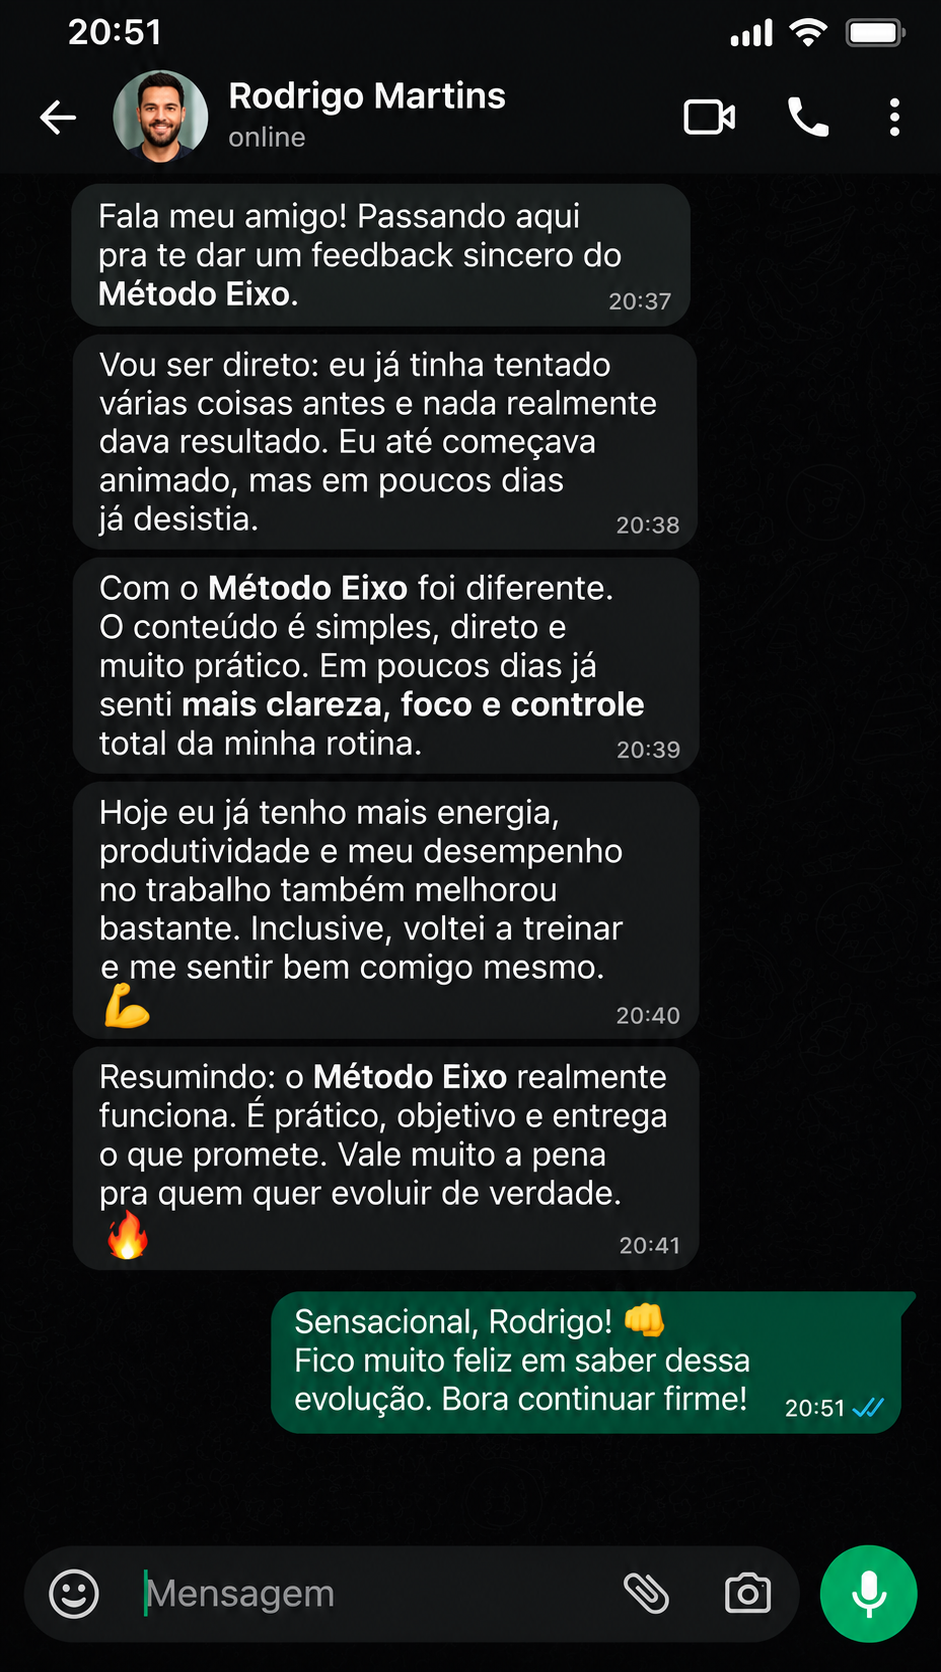 20:51
Rodrigo Martins
online
Fala meu amigo! Passando aqui
pra te dar um feedback sincero do
Método Eixo.
20:37
Vou ser direto: eu já tinha tentado
várias coisas antes e nada realmente
dava resultado. Eu até começava
animado, mas em poucos dias
já desistia.
20:38
Com o Método Eixo foi diferente.
O conteúdo é simples, direto e
muito prático. Em poucos dias já
senti mais clareza, foco e controle
total da minha rotina.
20:39
Hoje eu já tenho mais energia,
produtividade e meu desempenho
no trabalho também melhorou
bastante. Inclusive, voltei a treinar
e me sentir bem comigo mesmo.
💪
20:40
Resumindo: o Método Eixo realmente
funciona. É prático, objetivo e entrega
o que promete. Vale muito a pena
pra quem quer evoluir de verdade.
🔥
20:41
Sensacional, Rodrigo! 👊
Fico muito feliz em saber dessa
evolução. Bora continuar firme!
20:51
Mensagem